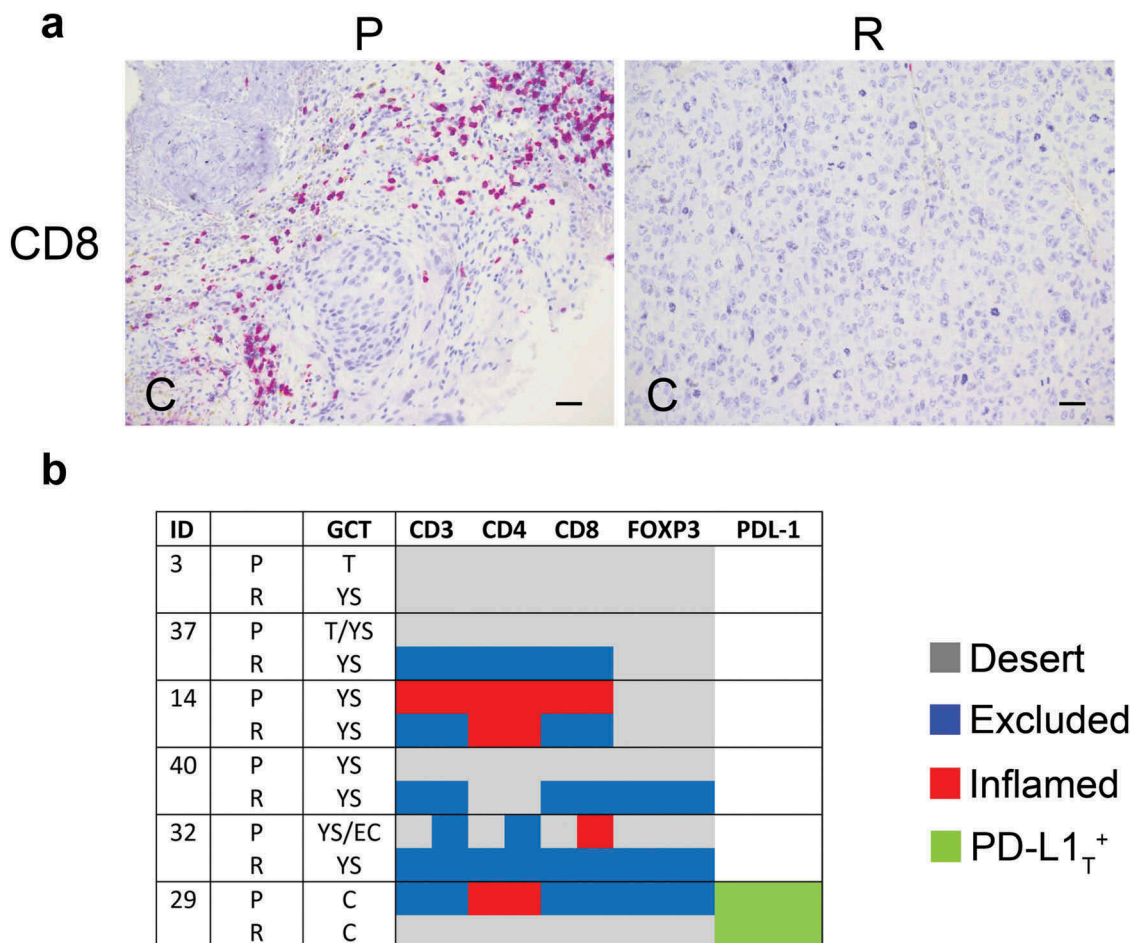 a
P R
CD8
C C
b
ID GCT CD3 CD4 CD8 FOXP3 PDL-1
3 P T
R YS
37 P T/YS
R YS
14 P YS
R YS
40 P YS
R YS
32 P YS/EC
R YS
29 P C
R C
Desert
Excluded
Inflamed
PD-L1T+